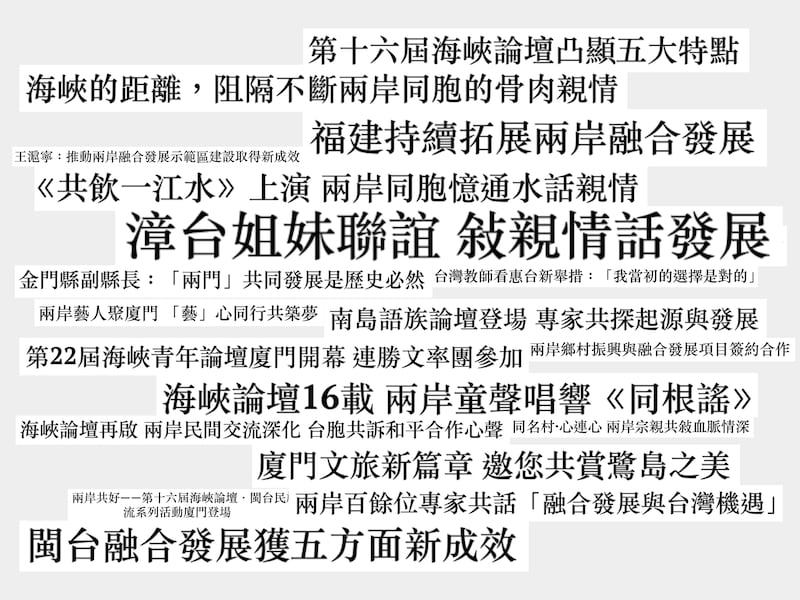 第十六屆海峽論壇凸顯五大特點
海峽的距離，阻隔不斷兩岸同胞的骨肉親情
福建持續拓展兩岸融合發展
王滬寧：推動兩岸融合發展示範區建設取得新成效
《共飲一江水》上演 兩岸同胞憶通水話親情
漳台姐妹聯誼 敍親情話發展
金門縣副縣長：「兩門」共同發展是歷史必然
台灣教師看惠台新舉措：「我當初的選擇是對的」
兩岸藝人聚廈門 「藝」心同行共築夢
南島語族論壇登場 專家共探起源與發展
第22屆海峽青年論壇廈門開幕 連勝文率團參加
兩岸鄉村振興與融合發展項目簽約合作
海峽論壇16載 兩岸童聲唱響《同根謠》
海峽論壇再啟 兩岸民間交流深化 台胞共訴和平合作心聲
同名村·心連心 兩岸宗親共敍血脈情深
廈門文旅新篇章 邀您共賞鷺島之美
兩岸共好——第十六屆海峽論壇·閩台民
流系列活動廈門登場
兩岸百餘位專家共話「融合發展與台灣機遇」
閩台融合發展獲五方面新成效